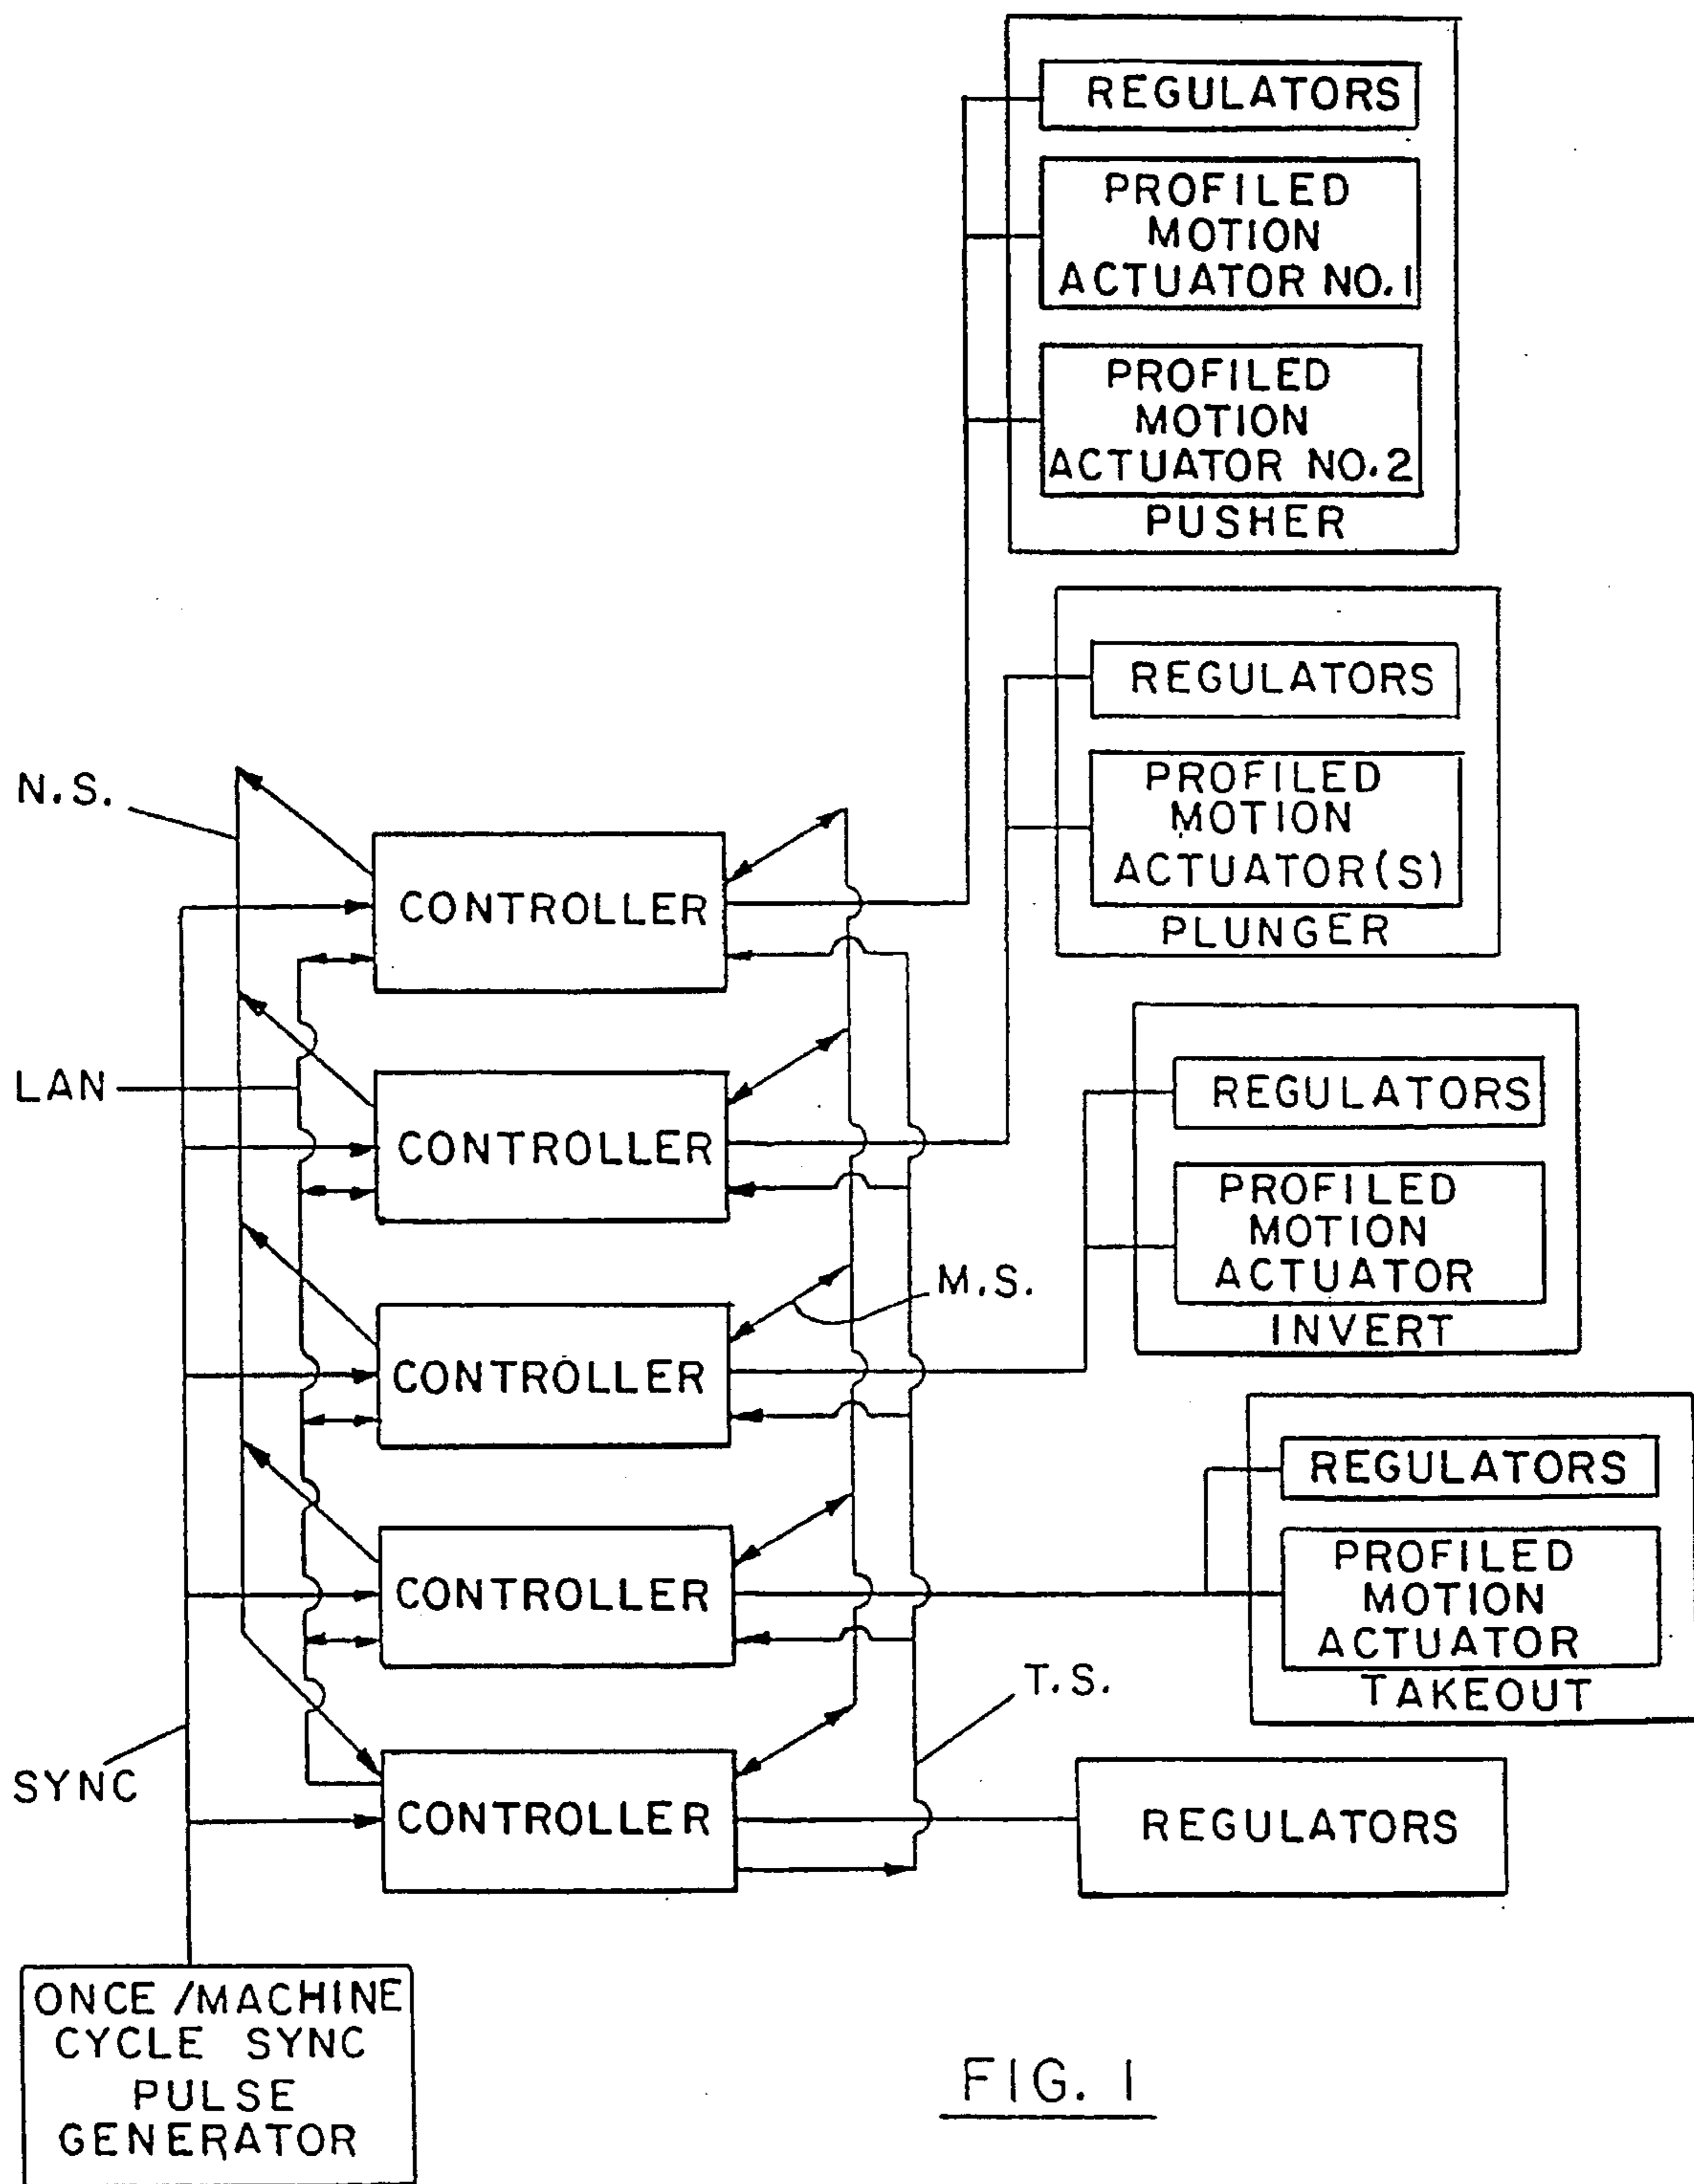 REGULATORS
PROFILED
MOTION
ACTUATOR NO.1
PROFILED
MOTION
ACTUATOR NO.2
PUSHER
REGULATORS
PROFILED
MOTION
ACTUATOR(S)
PLUNGER
N.S.
CONTROLLER
LAN
CONTROLLER
REGULATORS
PROFILED
MOTION
ACTUATOR
INVERT
M.S.
CONTROLLER
REGULATORS
PROFILED
MOTION
ACTUATOR
TAKEOUT
CONTROLLER
T.S.
SYNC
CONTROLLER
REGULATORS
ONCE/MACHINE
CYCLE SYNC
PULSE
GENERATOR
FIG. 1